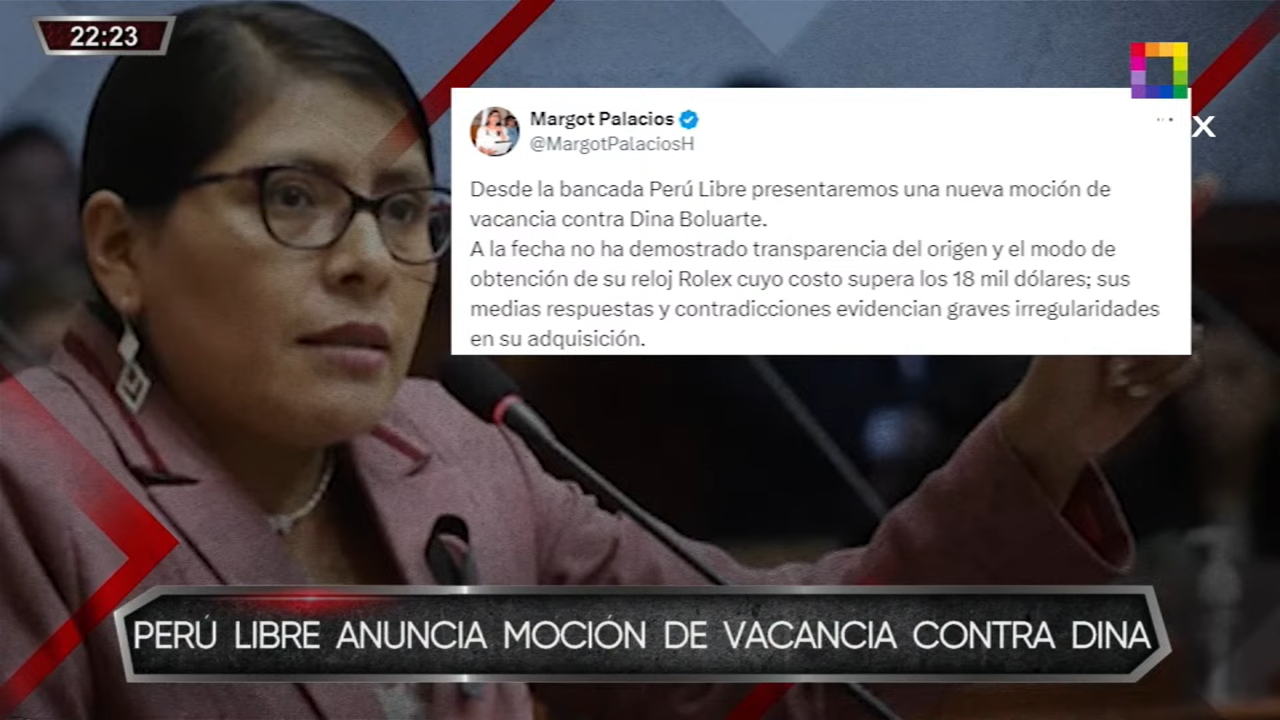 22:23
Margot Palacios
@MargotPalaciosH
X
Desde la bancada Perú Libre presentaremos una nueva moción de
vacancia contra Dina Boluarte.
A la fecha no ha demostrado transparencia del origen y el modo de
obtención de su reloj Rolex cuyo costo supera los 18 mil dólares; sus
medias respuestas y contradicciones evidencian graves irregularidades
en su adquisición.
PERÚ LIBRE ANUNCIA MOCIÓN DE VACANCIA CONTRA DINA